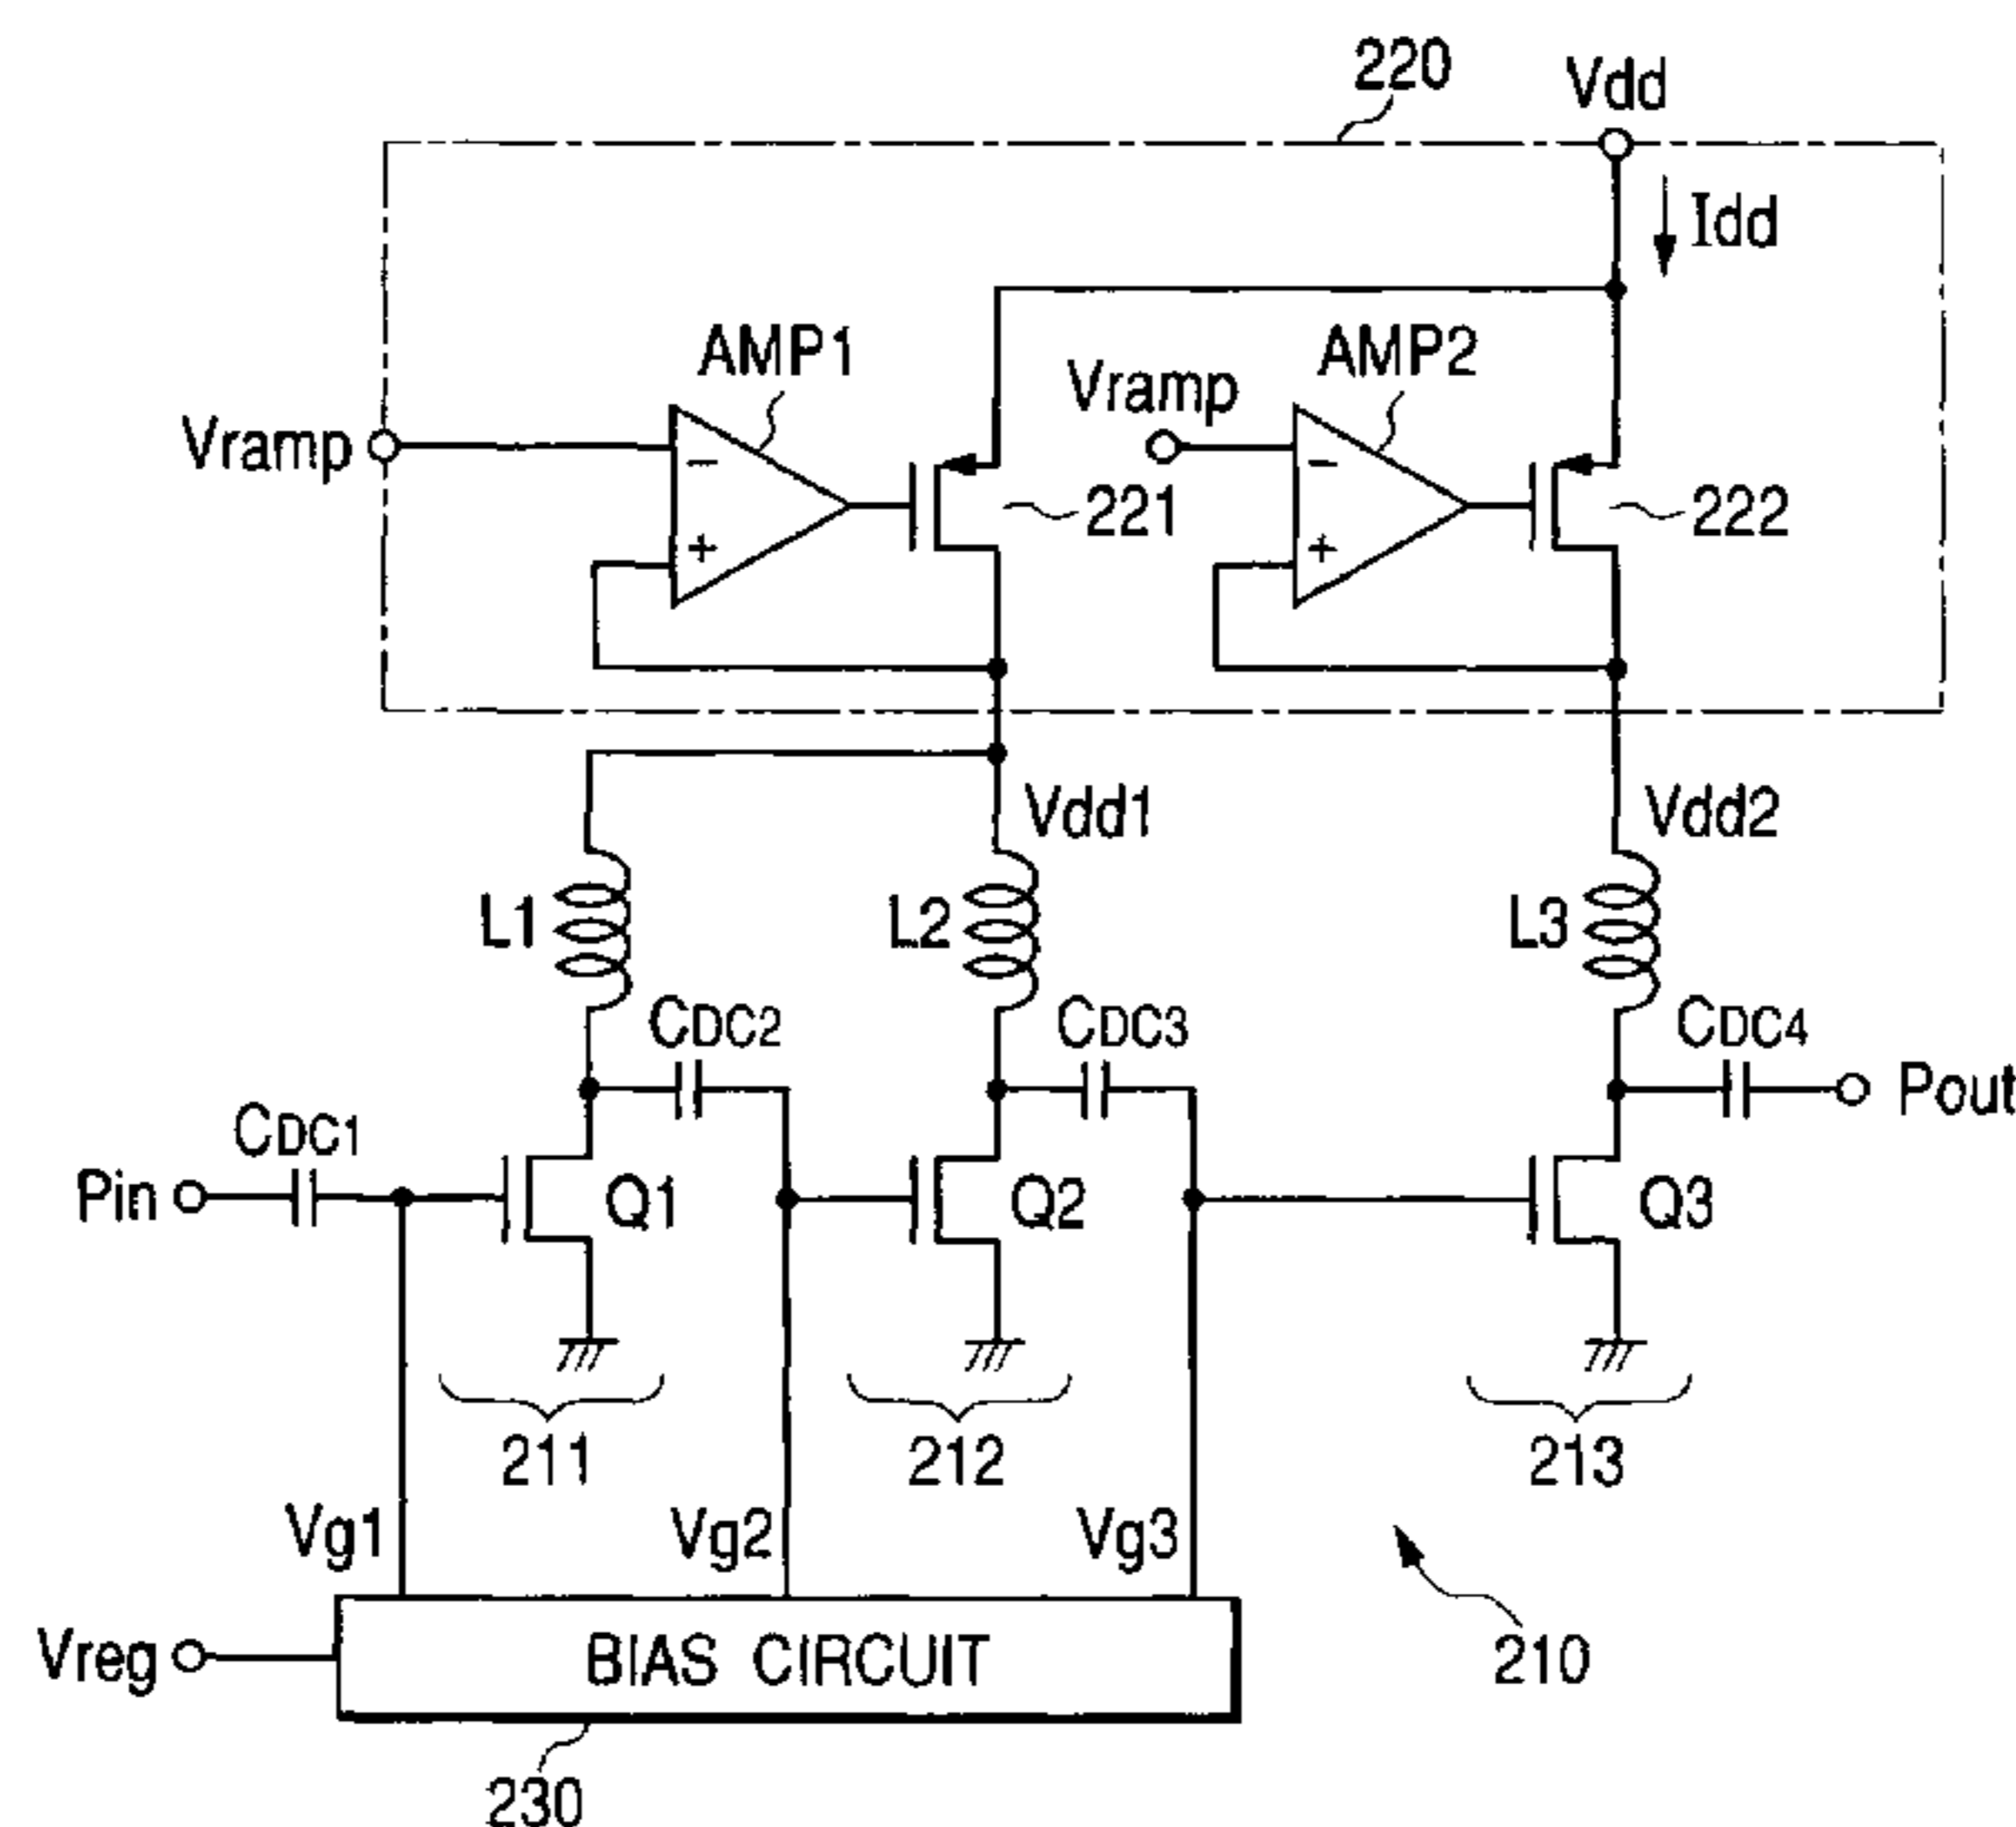 220
Vdd
Idd
AMP1
Vramp
AMP2
Vramp
−
−
221
222
+
+
Vdd1
Vdd2
L1
L2
L3
CDC2
CDC3
CDC4
Pout
CDC1
Pin
Q1
Q2
Q3
211
212
213
Vg1
Vg2
Vg3
Vreg
BIAS CIRCUIT
210
230